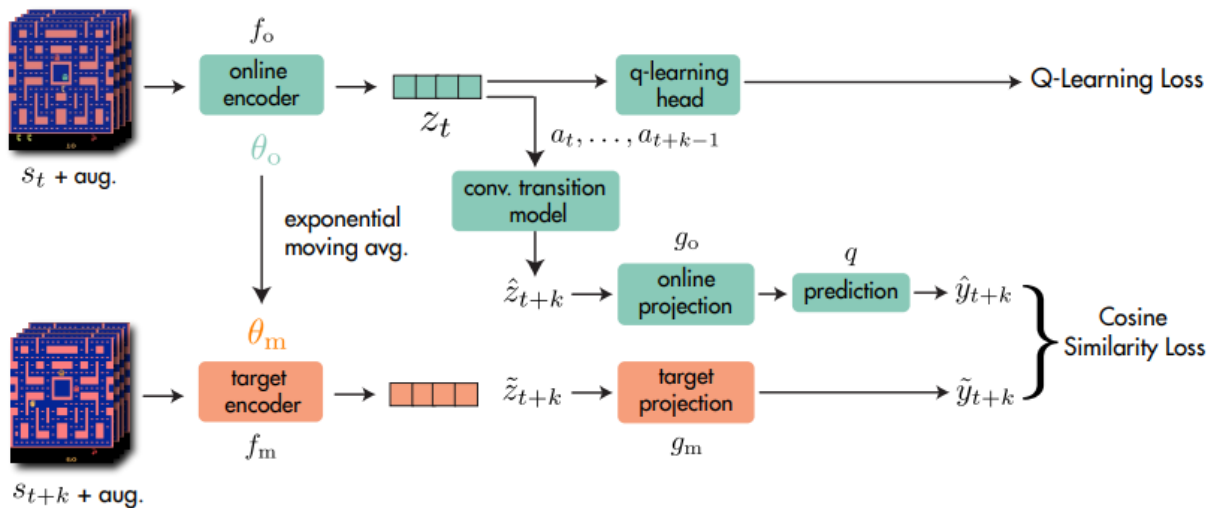 f_o
online
encoder
z_t
q-learning
head
Q-Learning Loss
s_t + aug.
θ_o
a_t, . . . , a_{t+k−1}
conv. transition
model
exponential
moving avg.
g_o
q
ẑ_{t+k}
online
projection
prediction
ŷ_{t+k}
Cosine
Similarity Loss
θ_m
target
encoder
z̃_{t+k}
target
projection
ỹ_{t+k}
f_m
g_m
s_{t+k} + aug.